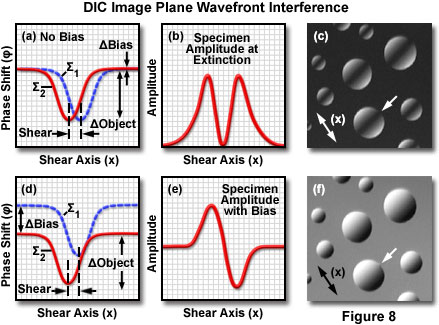 DIC Image Plane Wavefront Interference
(a) No Bias
ΔBias
Σ1
Σ2
ΔObject
Shear
Phase Shift (φ)
Shear Axis (x)
(b) Specimen
Amplitude at
Extinction
Amplitude
Shear Axis (x)
(c)
(x)
(d)
Σ1
ΔBias
Σ2
ΔObject
Shear
Phase Shift (φ)
Shear Axis (x)
(e) Specimen
Amplitude
with Bias
Amplitude
Shear Axis (x)
(f)
(x)
Figure 8